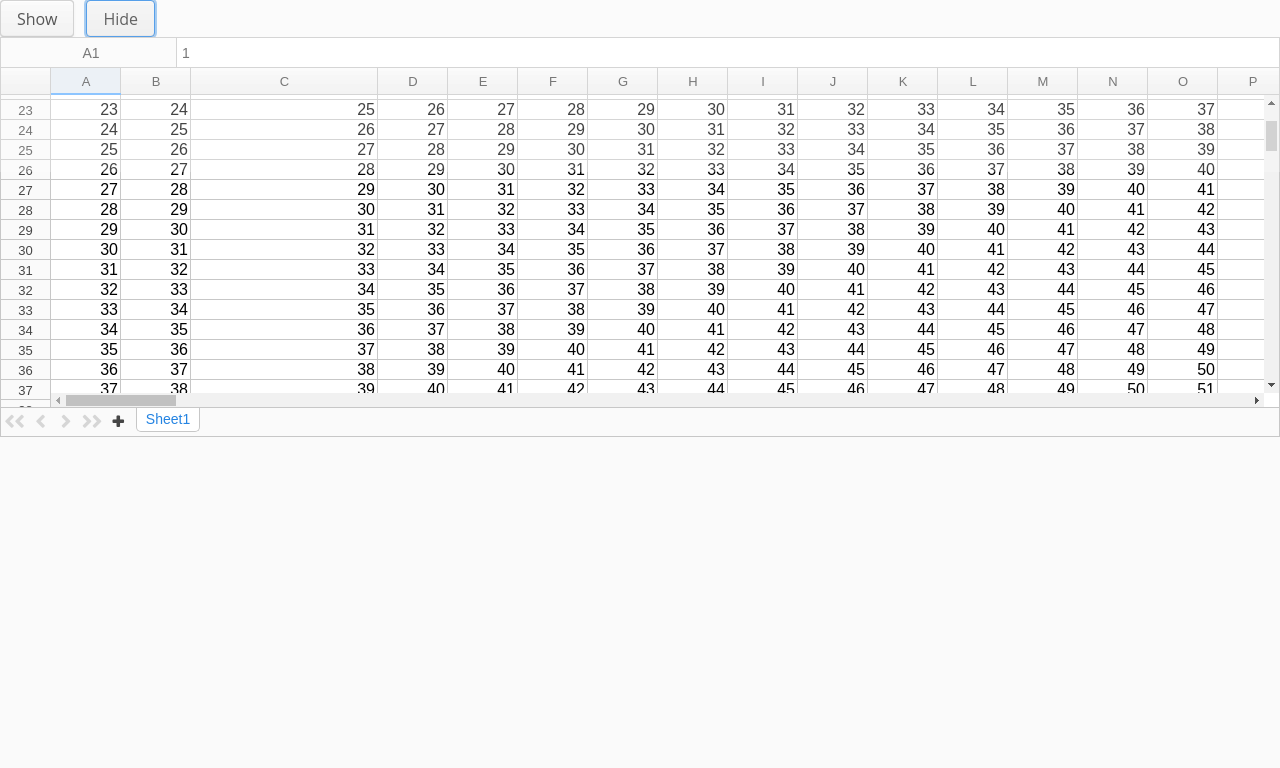 Show Hide
A1 1
A B C D E F G H I J K L M N O P
23 23 24 25 26 27 28 29 30 31 32 33 34 35 36 37
24 24 25 26 27 28 29 30 31 32 33 34 35 36 37 38
25 25 26 27 28 29 30 31 32 33 34 35 36 37 38 39
26 26 27 28 29 30 31 32 33 34 35 36 37 38 39 40
27 27 28 29 30 31 32 33 34 35 36 37 38 39 40 41
28 28 29 30 31 32 33 34 35 36 37 38 39 40 41 42
29 29 30 31 32 33 34 35 36 37 38 39 40 41 42 43
30 30 31 32 33 34 35 36 37 38 39 40 41 42 43 44
31 31 32 33 34 35 36 37 38 39 40 41 42 43 44 45
32 32 33 34 35 36 37 38 39 40 41 42 43 44 45 46
33 33 34 35 36 37 38 39 40 41 42 43 44 45 46 47
34 34 35 36 37 38 39 40 41 42 43 44 45 46 47 48
35 35 36 37 38 39 40 41 42 43 44 45 46 47 48 49
36 36 37 38 39 40 41 42 43 44 45 46 47 48 49 50
37 37 38 39 40 41 42 43 44 45 46 47 48 49 50 51
Sheet1